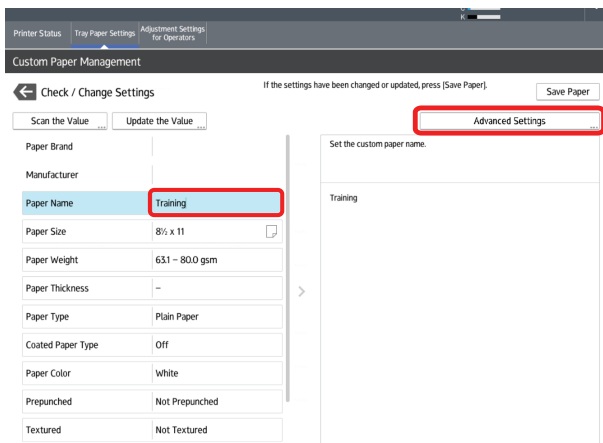 K
Printer Status
Tray Paper Settings
Adjustment Settings
for Operators
Custom Paper Management
Check / Change Settings
If the settings have been changed or updated, press [Save Paper].
Save Paper
Scan the Value ...
Update the Value ...
Advanced Settings ...
Paper Brand
Manufacturer
Paper Name Training
Paper Size 8½ x 11
Paper Weight 63.1 – 80.0 gsm
Paper Thickness –
Paper Type Plain Paper
Coated Paper Type Off
Paper Color White
Prepunched Not Prepunched
Textured Not Textured
Set the custom paper name.
Training